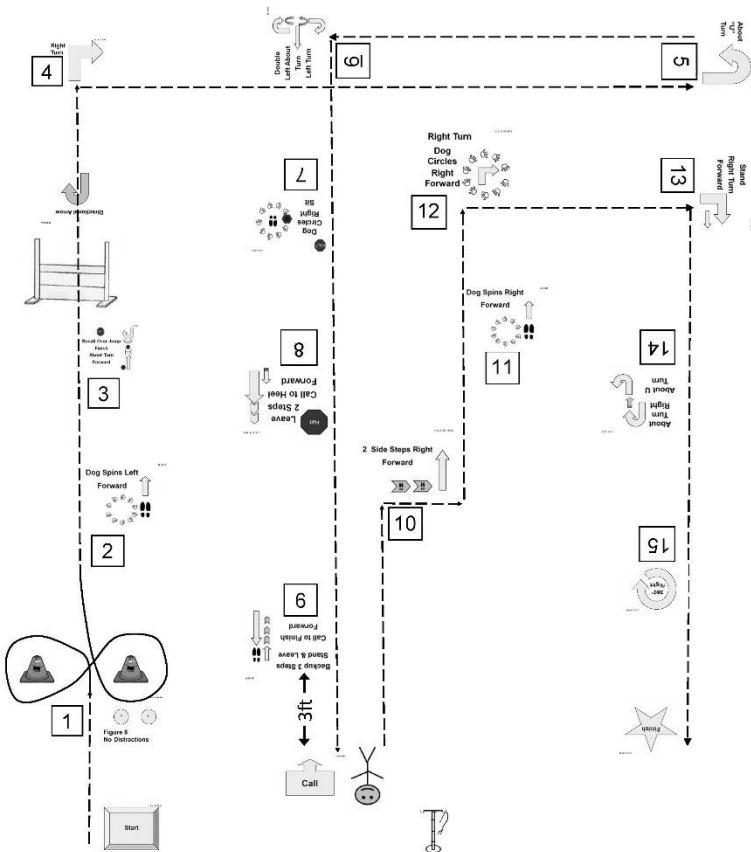 Start
1
Figure 8
No Distractions
2
Dog Spins Left
Forward
3
Recall Over Jump
Finish
About Turn
Forward
Directional Arrow
4
Right
Turn
5
About
"U"
Turn
6
Double
Left About
Turn
Left Turn
7
Dog
Circles
Right
Sit
8
Halt
Leave
2 Steps
Call to Heel
Forward
9
Backup 3 Steps
Stand & Leave
Call to Finish
Forward
3ft
Call
10
2 Side Steps Right
Forward
11
Dog Spins Right
Forward
12
Right Turn
Dog
Circles
Right
Forward
13
Stand
Right Turn
Forward
14
About
Right
Turn
About U
Turn
15
360°
Right
Finish